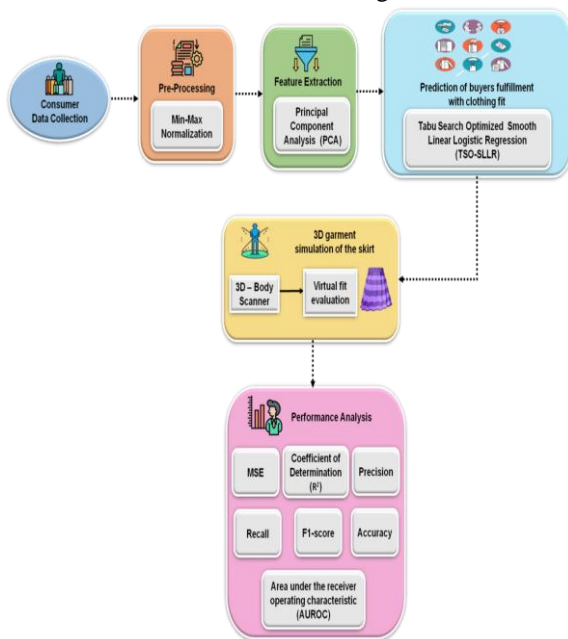 Consumer
Data Collection
Pre-Processing
Min-Max
Normalization
Feature Extraction
Principal
Component
Analysis (PCA)
Prediction of buyers fulfillment
with clothing fit
Tabu Search Optimized Smooth
Linear Logistic Regression
(TSO-SLLR)
3D garment
simulation of the skirt
3D – Body
Scanner
Virtual fit
evaluation
Performance Analysis
MSE
Coefficient of
Determination
(R²)
Precision
Recall
F1-score
Accuracy
Area under the receiver
operating characteristic
(AUROC)